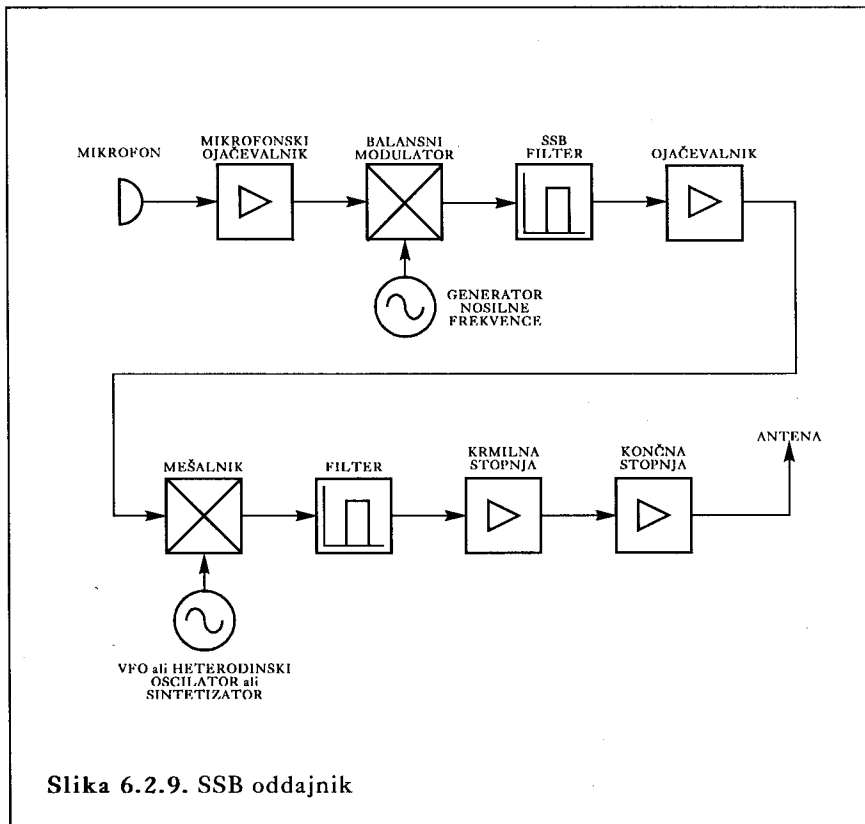 MIKROFON
MIKROFONSKI
OJAČEVALNIK
BALANSNI
MODULATOR
SSB
FILTER
OJAČEVALNIK
GENERATOR
NOSILNE
FREKVENCE
MEŠALNIK
FILTER
KRMILNA
STOPNJA
KONČNA
STOPNJA
ANTENA
VFO ali HETERODINSKI
OSCILATOR ali
SINTETIZATOR
Slika 6.2.9. SSB oddajnik